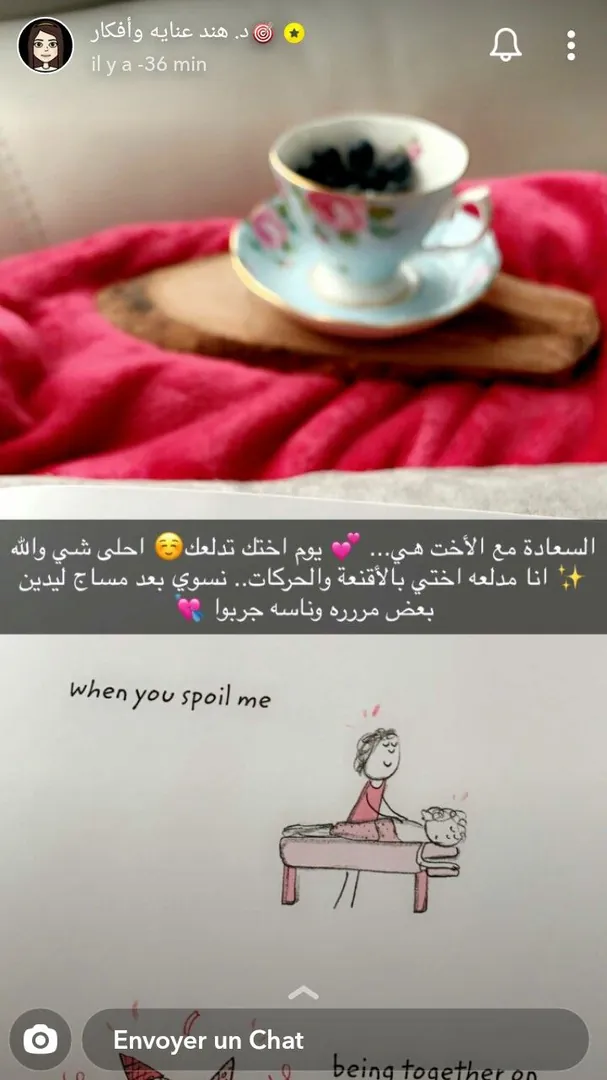 د. هند عنايه وأفكار 🎯 ⭐
il y a -36 min
السعادة مع الأخت هي... 💕 يوم اختك تدلعك☺️ احلى شي والله
✨ انا مدلعه اختي بالأقنعة والحركات.. نسوي بعد مساج ليدين
بعض مررره وناسه جربوا 💘
when you spoil me
Envoyer un Chat
being together on